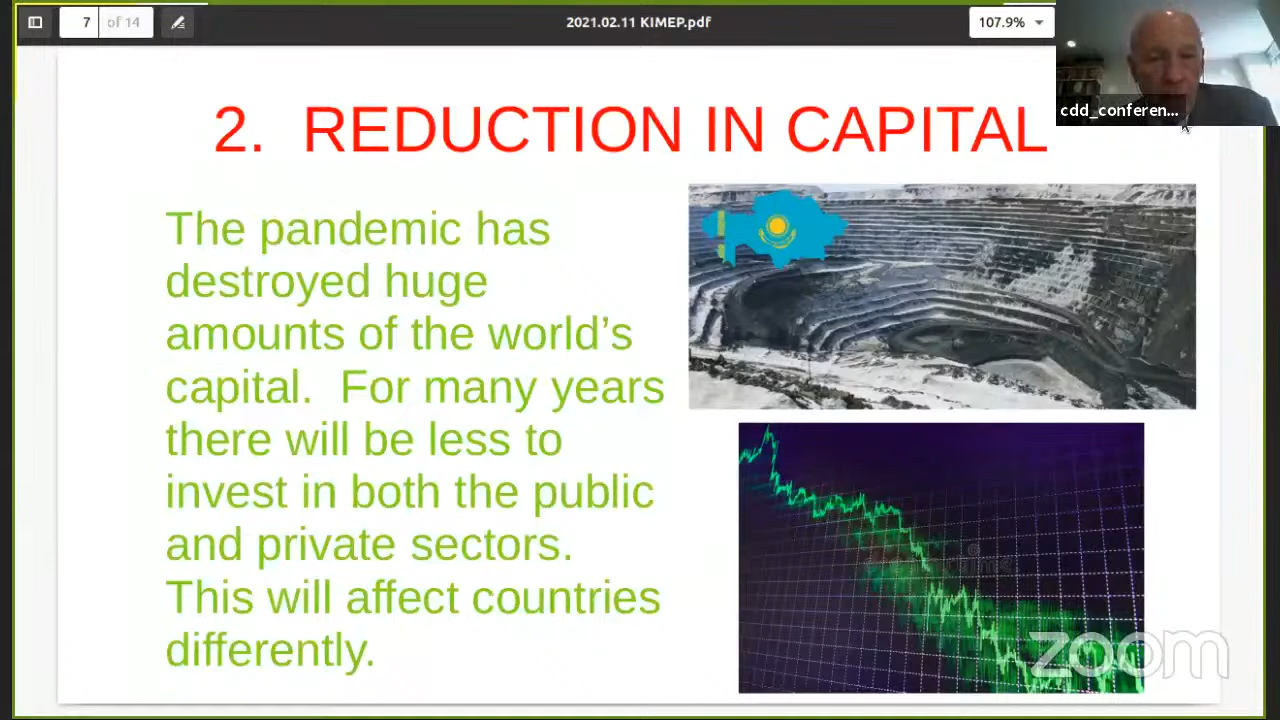 7
of 14
2021.02.11 KIMEP.pdf
107.9%
cdd_conferen...
2. REDUCTION IN CAPITAL
The pandemic has
destroyed huge
amounts of the world’s
capital. For many years
there will be less to
invest in both the public
and private sectors.
This will affect countries
differently.
zoom